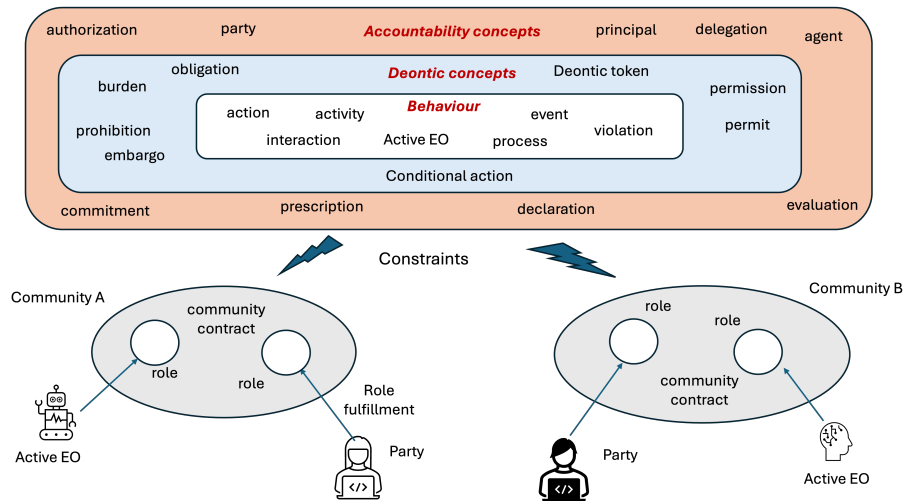 authorization
party
Accountability concepts
principal
delegation
agent
obligation
Deontic concepts
Deontic token
burden
permission
Behaviour
action
activity
event
interaction
Active EO
process
violation
prohibition
permit
embargo
Conditional action
commitment
prescription
declaration
evaluation
Constraints
Community A
community
contract
role
role
Role
fulfillment
Active EO
Party
</>
Community B
role
role
community
contract
Party
</>
Active EO